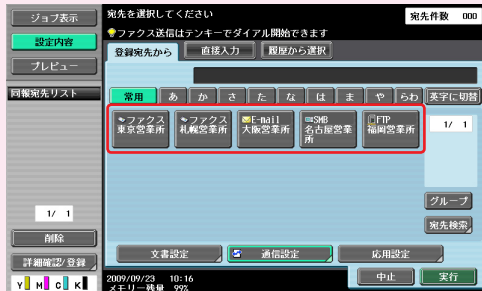 ジョブ表示
設定内容
プレビュー
同報宛先リスト
1/ 1
削除
詳細確認/登録
Y M C K
宛先を選択してください
宛先件数 000
ファクス送信はテンキーでダイアル開始できます
登録宛先から 直接入力 履歴から選択
常用 あ か さ た な は ま や らわ 英字に切替
ファクス
東京営業所
ファクス
札幌営業所
E-mail
大阪営業所
SMB
名古屋営業所
FTP
福岡営業所
1/ 1
グループ
宛先検索
文書設定 通信設定 応用設定
2009/09/23 10:16
メモリー残量 99%
中止 実行